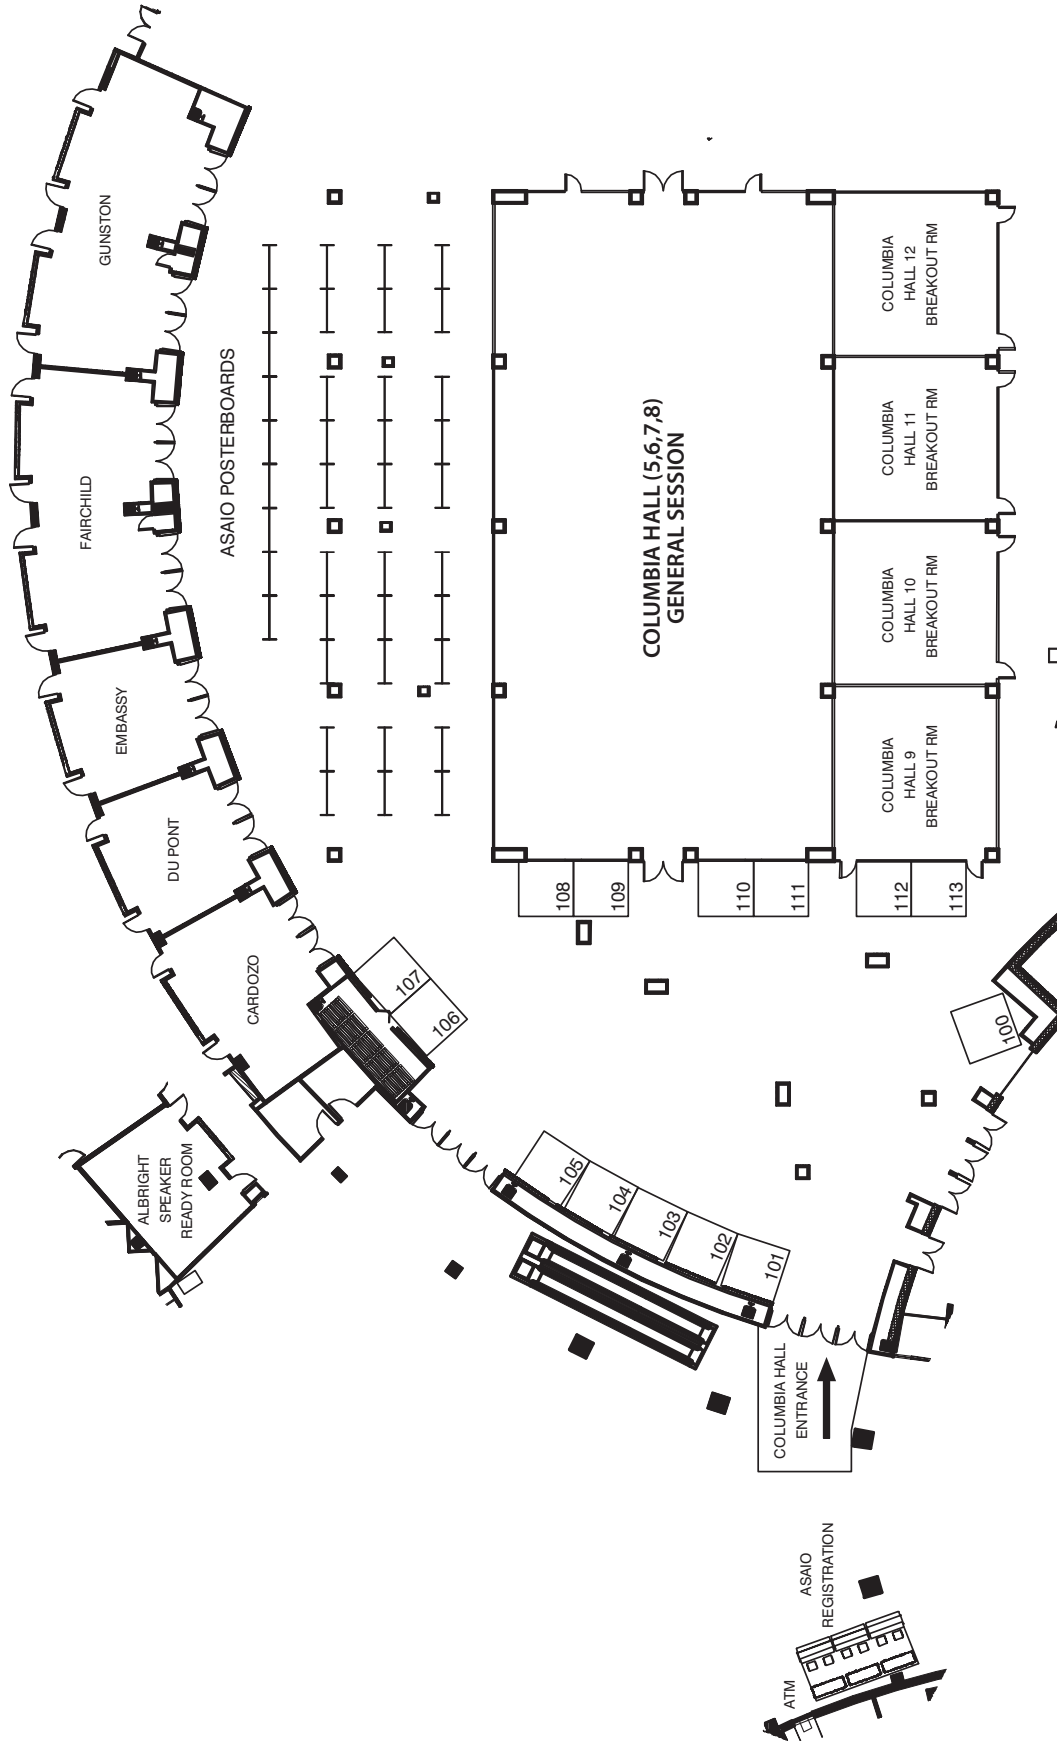 GUNSTON
FAIRCHILD
EMBASSY
DU PONT
CARDOZO
ALBRIGHT
SPEAKER
READY ROOM
ASAIO POSTERBOARDS
COLUMBIA HALL (5,6,7,8)
GENERAL SESSION
COLUMBIA
HALL 12
BREAKOUT RM
COLUMBIA
HALL 11
BREAKOUT RM
COLUMBIA
HALL 10
BREAKOUT RM
COLUMBIA
HALL 9
BREAKOUT RM
108
109
110
111
112
113
107
106
100
105
104
103
102
101
COLUMBIA HALL
ENTRANCE
ASAIO
REGISTRATION
ATM